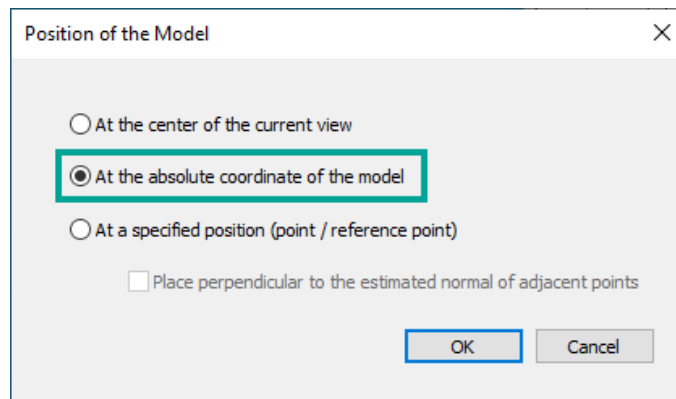 Position of the Model
At the center of the current view
At the absolute coordinate of the model
At a specified position (point / reference point)
Place perpendicular to the estimated normal of adjacent points
OK
Cancel